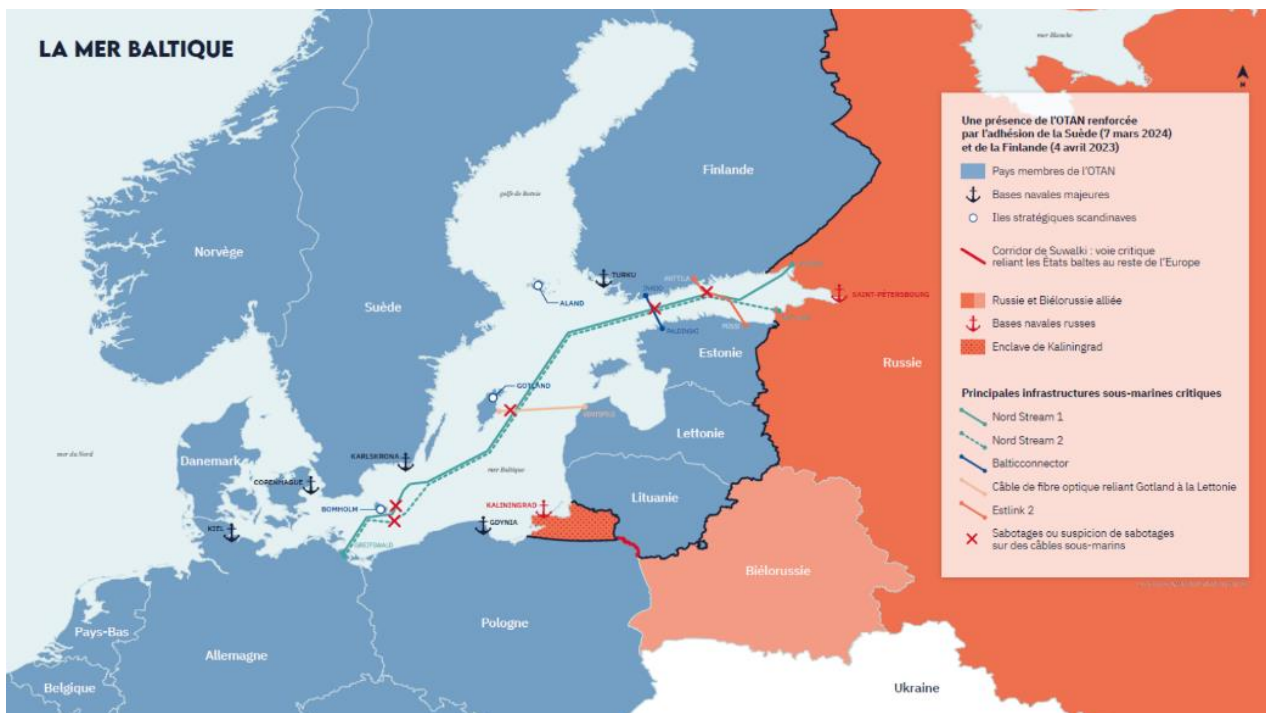 LA MER BALTIQUE
mer Blanche
N
Une présence de l'OTAN renforcée
par l'adhésion de la Suède (7 mars 2024)
et de la Finlande (4 avril 2023)
Pays membres de l'OTAN
Bases navales majeures
Iles stratégiques scandinaves
Corridor de Suwalki : voie critique
reliant les États baltes au reste de l'Europe
Russie et Biélorussie alliée
Bases navales russes
Enclave de Kaliningrad
Principales infrastructures sous-marines critiques
Nord Stream 1
Nord Stream 2
Balticconnector
Câble de fibre optique reliant Gotland à la Lettonie
Estlink 2
Sabotages ou suspicion de sabotages
sur des câbles sous-marins
Finlande
golfe de Botnie
Norvège
Suède
TURKU
ALAND
SAINT-PÉTERSBOURG
PALDINSKI
Estonie
Russie
GOTLAND
VENTSPILS
Lettonie
mer du Nord
Danemark
KARLSKRONA
mer Baltique
COPENHAGUE
Lituanie
BORNHOLM
KALININGRAD
GDYNIA
KIEL
GREIFSWALD
Biélorussie
Pologne
Pays-Bas
Allemagne
Belgique
Ukraine